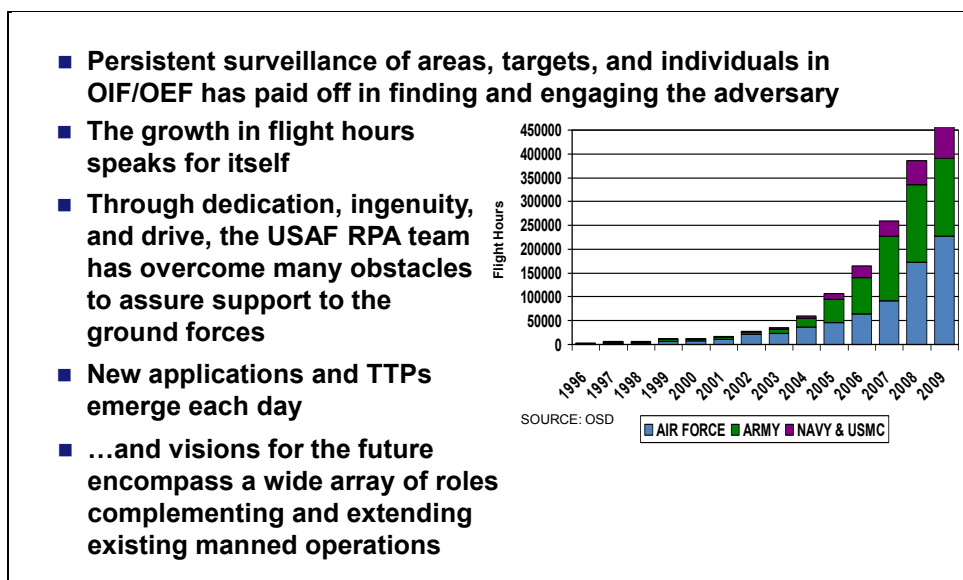 Persistent surveillance of areas, targets, and individuals in
OIF/OEF has paid off in finding and engaging the adversary
The growth in flight hours
speaks for itself
Through dedication, ingenuity,
and drive, the USAF RPA team
has overcome many obstacles
to assure support to the
ground forces
New applications and TTPs
emerge each day
…and visions for the future
encompass a wide array of roles
complementing and extending
existing manned operations
Flight Hours
450000
400000
350000
300000
250000
200000
150000
100000
50000
0
1996 1997 1998 1999 2000 2001 2002 2003 2004 2005 2006 2007 2008 2009
SOURCE: OSD
AIR FORCE ARMY NAVY & USMC